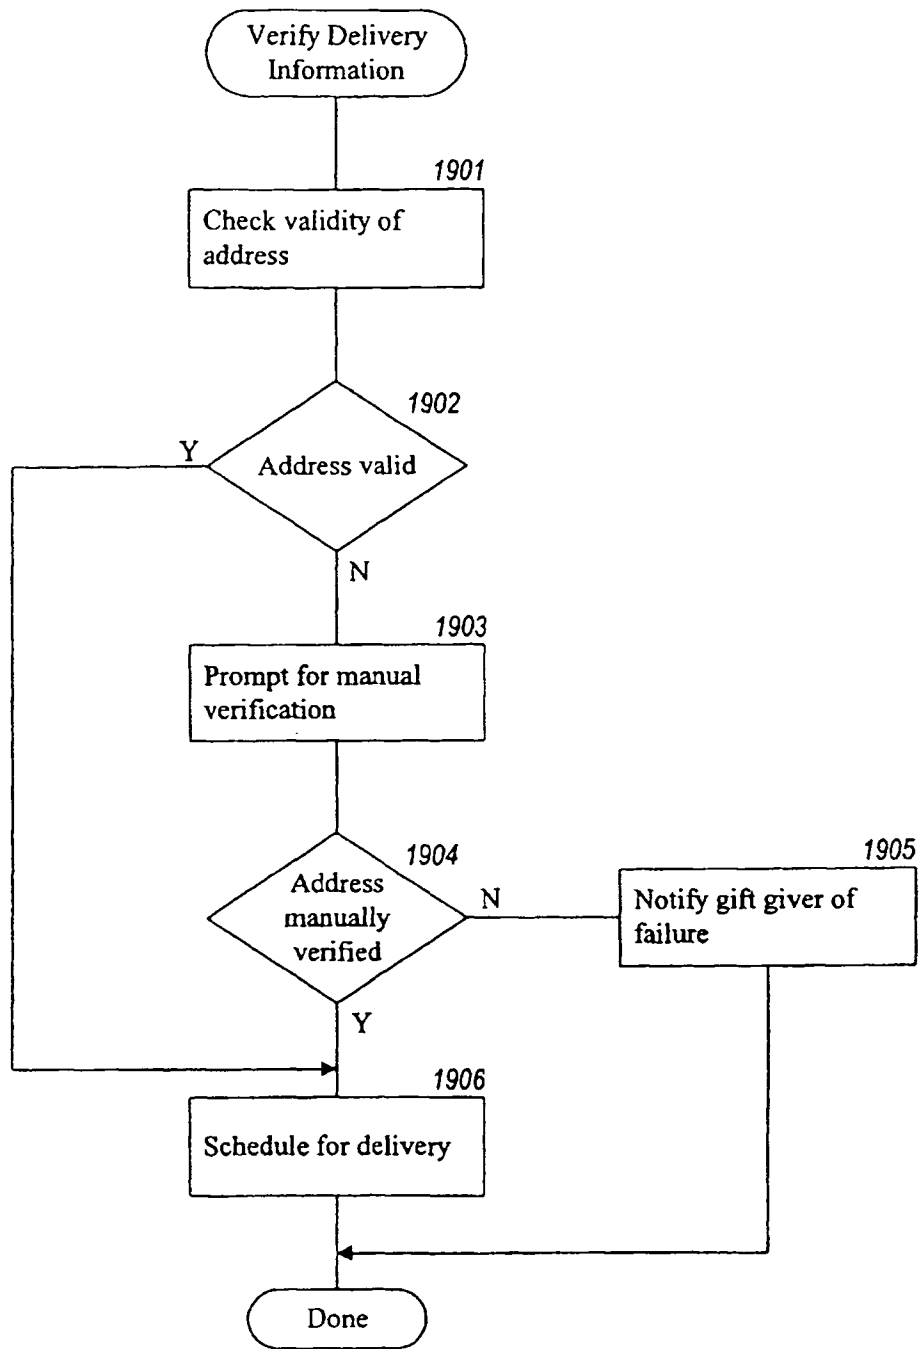 Verify Delivery
Information
1901
Check validity of
address
1902
Y
Address valid
N
1903
Prompt for manual
verification
1904
Address
manually
verified
N
1905
Notify gift giver of
failure
Y
1906
Schedule for delivery
Done